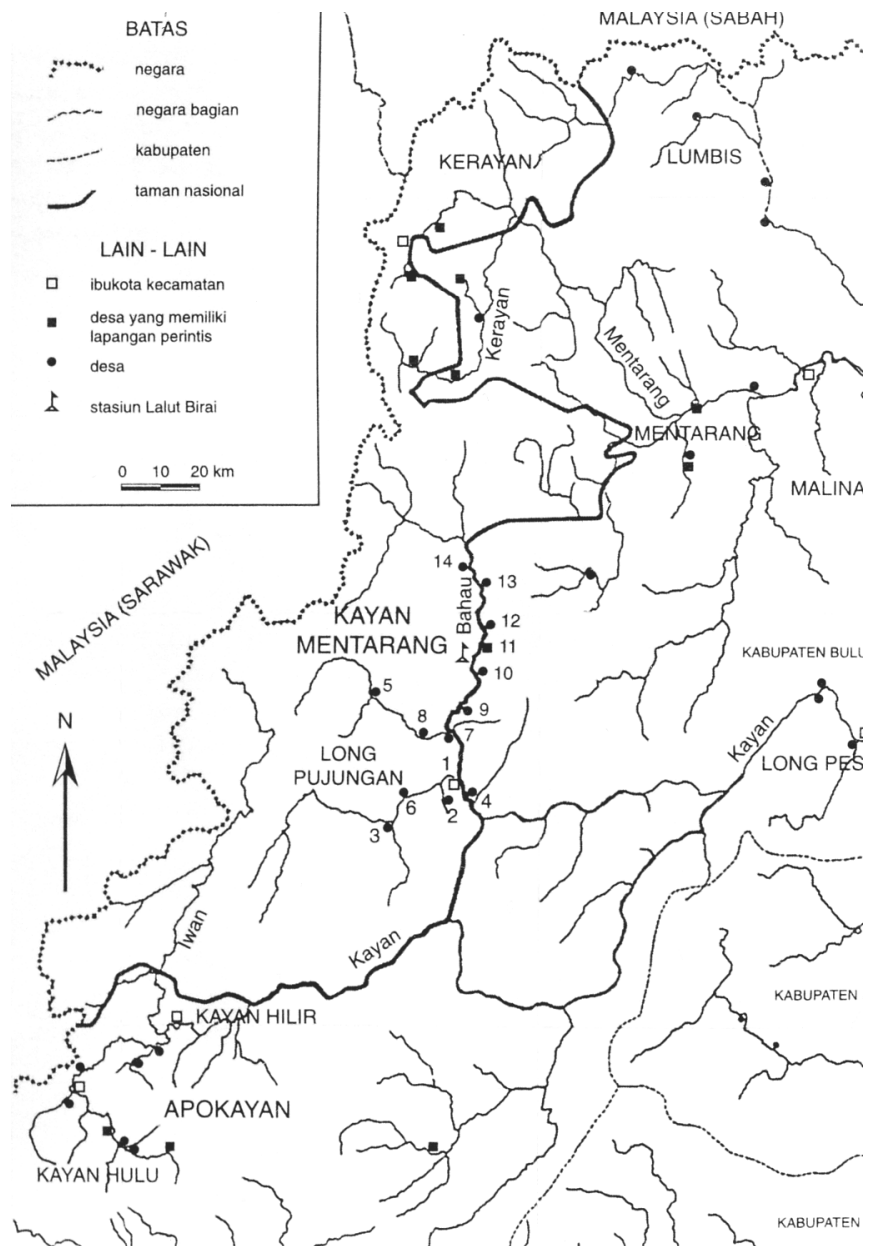 MALAYSIA (SABAH)
BATAS
negara
negara bagian
kabupaten
taman nasional
LAIN - LAIN
ibukota kecamatan
desa yang memiliki
lapangan perintis
desa
stasiun Lalut Birai
0 10 20 km
KERAYAN
LUMBIS
Kerayan
Mentarang
MENTARANG
MALINA
MALAYSIA (SARAWAK)
14
13
Bahau
KAYAN
MENTARANG
12
11
10
KABUPATEN BULU
5
9
8
7
N
LONG
PUJUNGAN
1
Kayan
LONG PES
6
2
4
3
Iwan
Kayan
KABUPATEN
KAYAN HILIR
APOKAYAN
KAYAN HULU
KABUPATEN